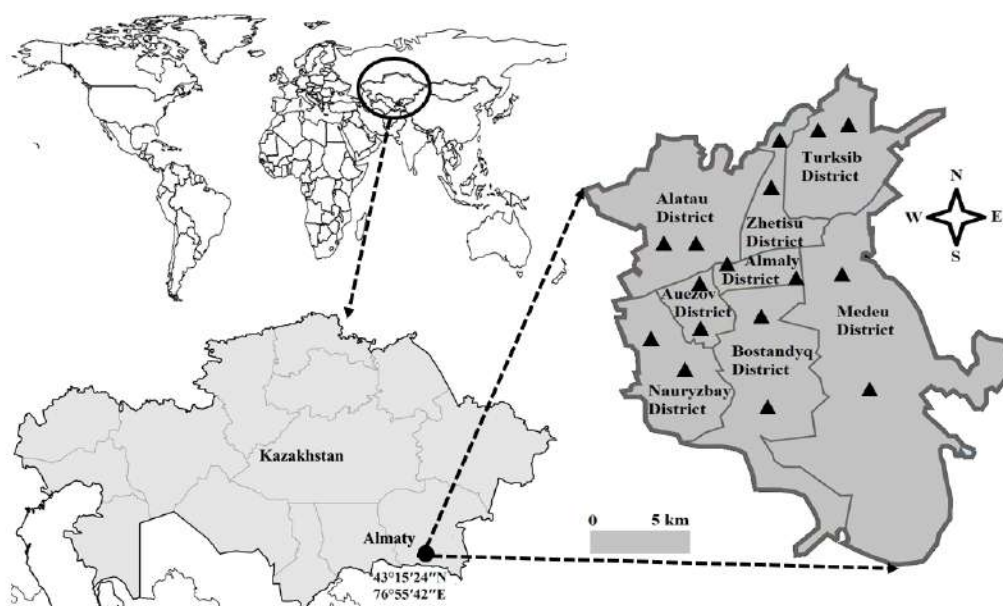 Kazakhstan
Almaty
43°15'24"N
76°55'42"E
0 5 km
Turksib
District
Alatau
District
Zhetisu
District
Almaly
District
Auezov
District
Medeu
District
Bostandyq
District
Nauryzbay
District
N
W E
S